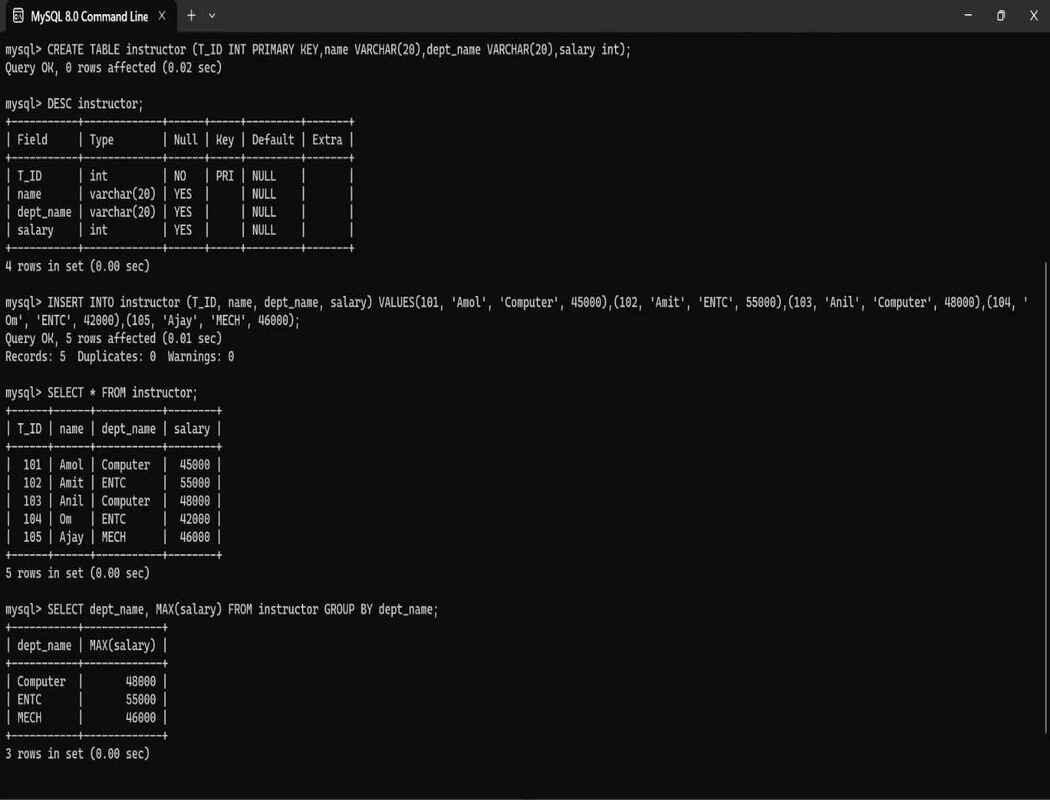 MySQL 8.0 Command Line
mysql> CREATE TABLE instructor (T_ID INT PRIMARY KEY,name VARCHAR(20),dept_name VARCHAR(20),salary int);
Query OK, 0 rows affected (0.02 sec)
mysql> DESC instructor;
+-----------+-------------+------+-----+---------+-------+
| Field     | Type        | Null | Key | Default | Extra |
+-----------+-------------+------+-----+---------+-------+
| T_ID      | int         | NO   | PRI | NULL    |       |
| name      | varchar(20) | YES  |     | NULL    |       |
| dept_name | varchar(20) | YES  |     | NULL    |       |
| salary    | int         | YES  |     | NULL    |       |
+-----------+-------------+------+-----+---------+-------+
4 rows in set (0.00 sec)
mysql> INSERT INTO instructor (T_ID, name, dept_name, salary) VALUES(101, 'Amol', 'Computer', 45000),(102, 'Amit', 'ENTC', 55000),(103, 'Anil', 'Computer', 48000),(104, '
Om', 'ENTC', 42000),(105, 'Ajay', 'MECH', 46000);
Query OK, 5 rows affected (0.01 sec)
Records: 5  Duplicates: 0  Warnings: 0
mysql> SELECT * FROM instructor;
+------+------+-----------+--------+
| T_ID | name | dept_name | salary |
+------+------+-----------+--------+
|  101 | Amol | Computer  |  45000 |
|  102 | Amit | ENTC      |  55000 |
|  103 | Anil | Computer  |  48000 |
|  104 | Om   | ENTC      |  42000 |
|  105 | Ajay | MECH      |  46000 |
+------+------+-----------+--------+
5 rows in set (0.00 sec)
mysql> SELECT dept_name, MAX(salary) FROM instructor GROUP BY dept_name;
+-----------+-------------+
| dept_name | MAX(salary) |
+-----------+-------------+
| Computer  |       48000 |
| ENTC      |       55000 |
| MECH      |       46000 |
+-----------+-------------+
3 rows in set (0.00 sec)